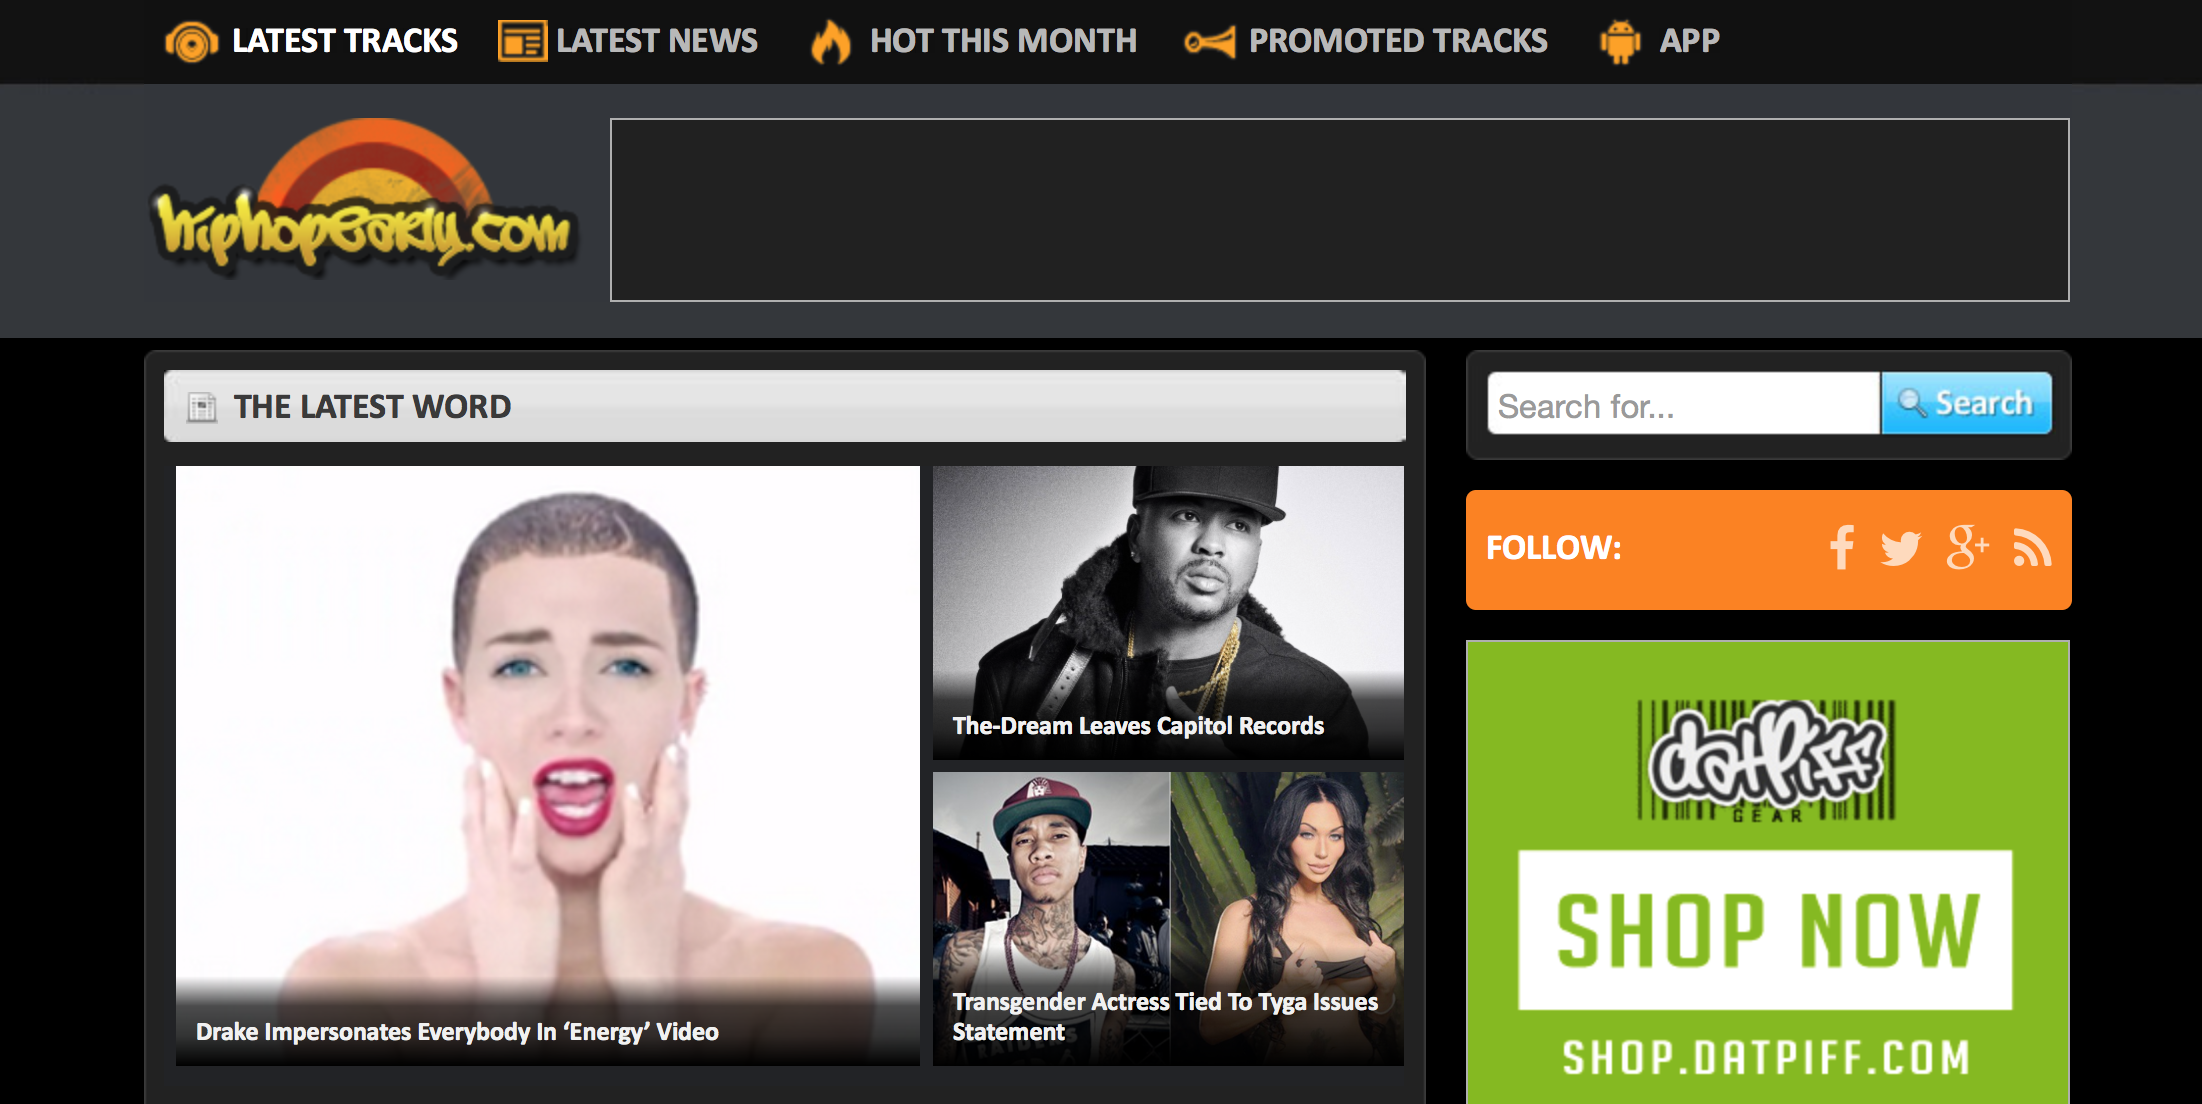 LATEST TRACKS
LATEST NEWS
HOT THIS MONTH
PROMOTED TRACKS
APP
hiphopearly.com
THE LATEST WORD
Search for...
Search
FOLLOW:
Drake Impersonates Everybody In ‘Energy’ Video
The-Dream Leaves Capitol Records
Transgender Actress Tied To Tyga Issues
Statement
RAIDERS
datPiff
GEAR
SHOP NOW
SHOP.DATPIFF.COM